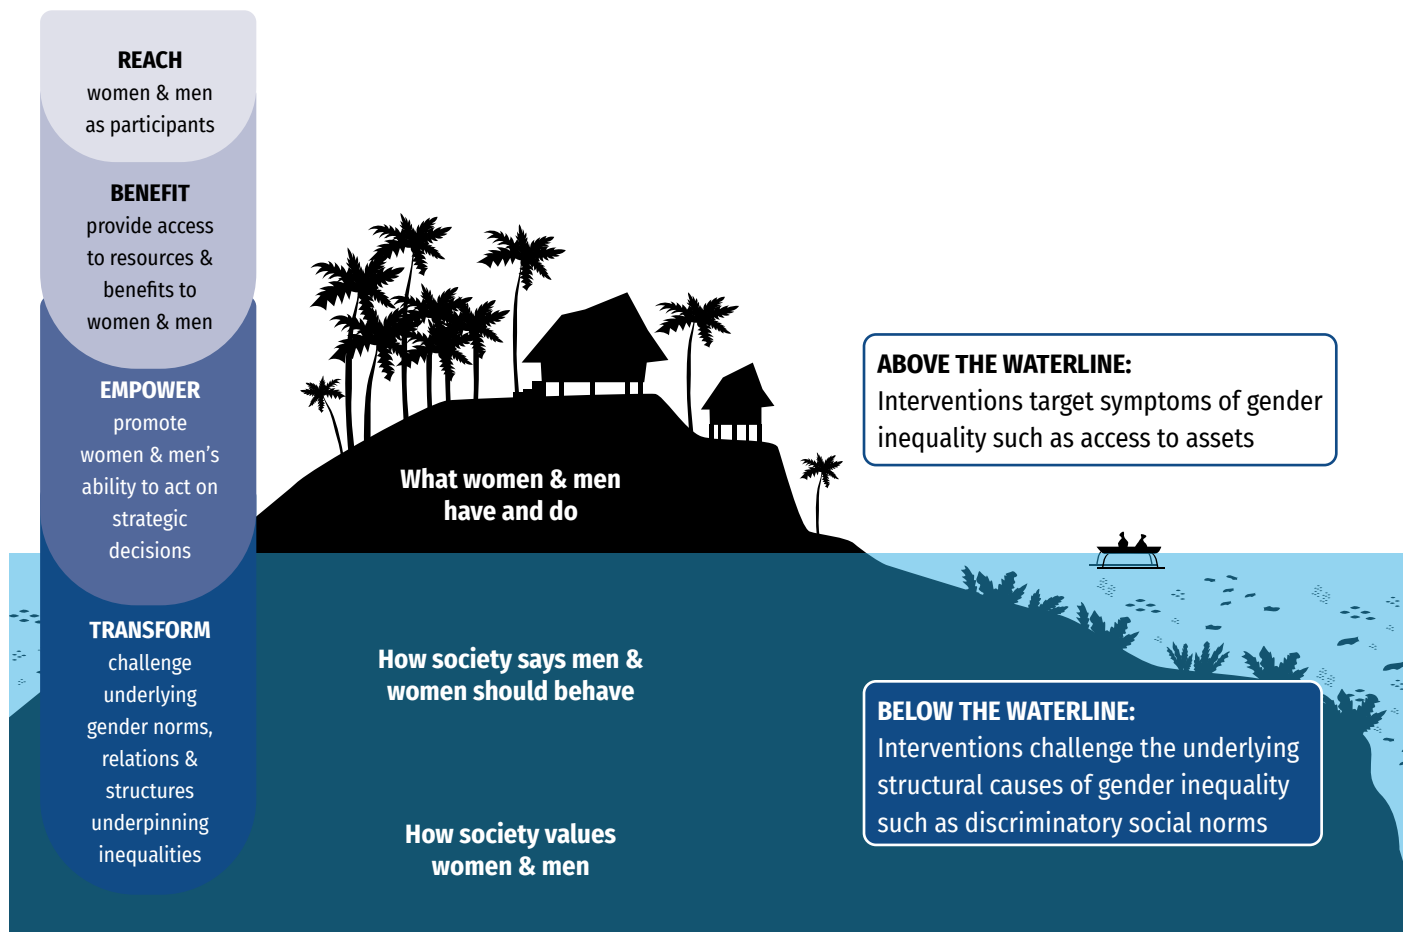 REACH
women & men
as participants
BENEFIT
provide access
to resources &
benefits to
women & men
EMPOWER
promote
women & men’s
ability to act on
strategic
decisions
TRANSFORM
challenge
underlying
gender norms,
relations &
structures
underpinning
inequalities
What women & men
have and do
How society says men &
women should behave
How society values
women & men
ABOVE THE WATERLINE:
Interventions target symptoms of gender
inequality such as access to assets
BELOW THE WATERLINE:
Interventions challenge the underlying
structural causes of gender inequality
such as discriminatory social norms